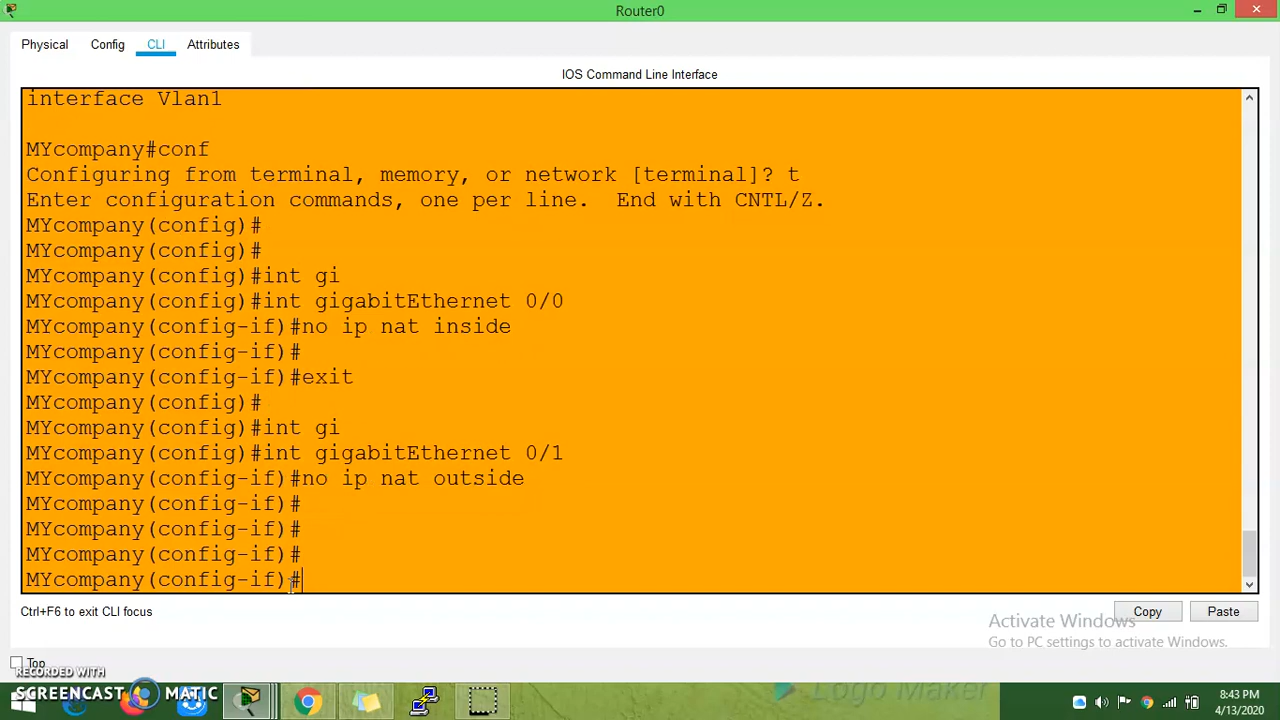 Router0
Physical Config CLI Attributes
IOS Command Line Interface
interface Vlan1
MYcompany#conf
Configuring from terminal, memory, or network [terminal]? t
Enter configuration commands, one per line. End with CNTL/Z.
MYcompany(config)#
MYcompany(config)#
MYcompany(config)#int gi
MYcompany(config)#int gigabitEthernet 0/0
MYcompany(config-if)#no ip nat inside
MYcompany(config-if)#
MYcompany(config-if)#exit
MYcompany(config)#
MYcompany(config)#int gi
MYcompany(config)#int gigabitEthernet 0/1
MYcompany(config-if)#no ip nat outside
MYcompany(config-if)#
MYcompany(config-if)#
MYcompany(config-if)#
MYcompany(config-if)#
Ctrl+F6 to exit CLI focus
Copy Paste
Activate Windows
Go to PC settings to activate Windows.
Top
RECORDED WITH
SCREENCAST MATIC
Logo Maker
8:43 PM
4/13/2020